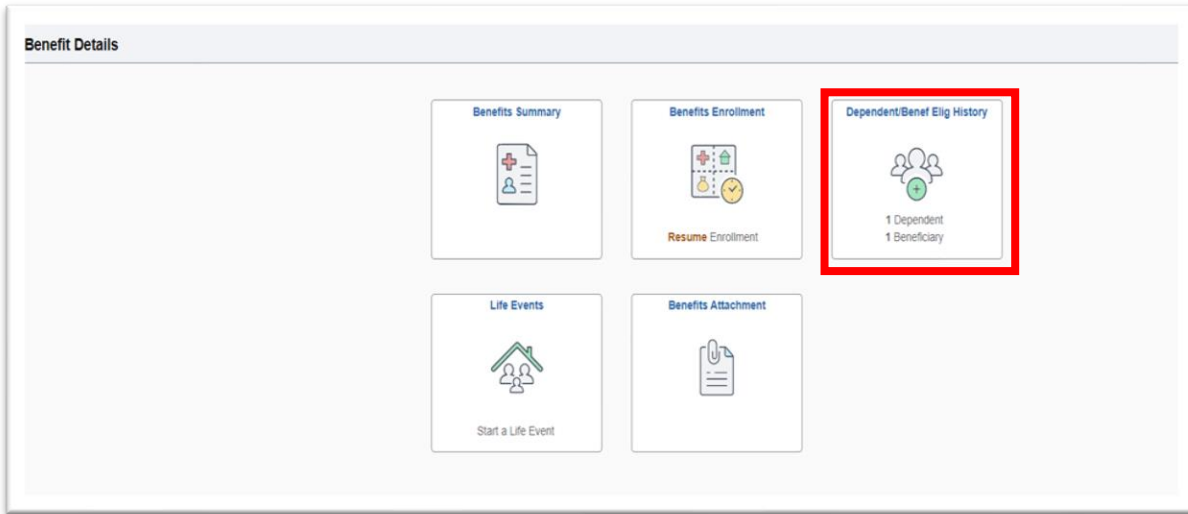 Benefit Details
Benefits Summary
Benefits Enrollment
Resume Enrollment
Dependent/Benef Elig History
1 Dependent
1 Beneficiary
Life Events
Start a Life Event
Benefits Attachment